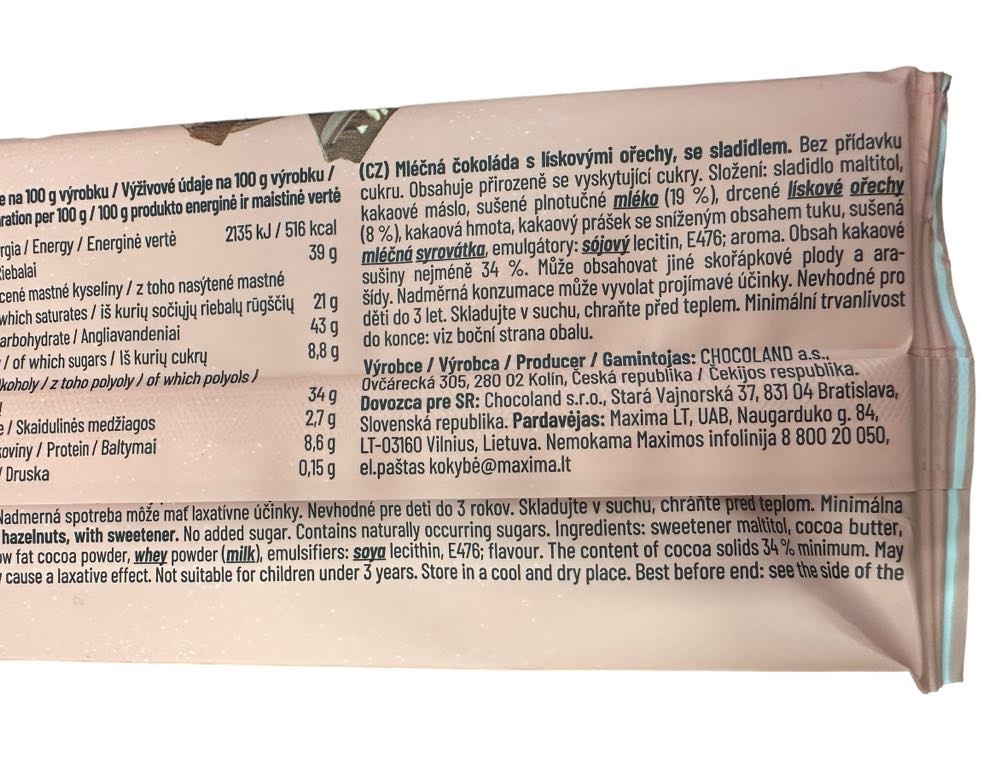 na 100 g výrobku / Výživové údaje na 100 g výrobku /
per 100 g / 100 g produkto energinė ir maistinė vertė
/ Energy / Energinė vertė 2135 kJ / 516 kcal
39 g
mastné kyseliny / z toho nasýtené mastné
which saturates / iš kurių sočiųjų riebalų rūgščių 21 g
/ Angliavandeniai 43 g
/ of which sugars / Iš kurių cukrų 8,8 g
/ z toho polyoly / of which polyols /
34 g
/ Skaidulinės medžiagos 2,7 g
/ Protein / Baltymai 8,6 g
/ Druska 0,15 g
(CZ) Mléčná čokoláda s lískovými ořechy, se sladidlem. Bez přídavku
cukru. Obsahuje přirozeně se vyskytující cukry. Složení: sladidlo maltitol,
kakaové máslo, sušené plnotučné mléko (19 %), drcené lískové ořechy
(8 %), kakaová hmota, kakaový prášek se sníženým obsahem tuku, sušená
mléčná syrovátka, emulgátory: sójový lecitin, E476; aroma. Obsah kakaové
sušiny nejméně 34 %. Může obsahovat jiné skořápkové plody a ara-
šídy. Nadměrná konzumace může vyvolat projímavé účinky. Nevhodné pro
děti do 3 let. Skladujte v suchu, chraňte před teplem. Minimální trvanlivost
do konce: viz boční strana obalu.
Výrobce / Výrobca / Producer / Gamintojas: CHOCOLAND a.s.,
Ovčárecká 305, 280 02 Kolín, Česká republika / Čekijos respublika.
Dovozca pre SR: Chocoland s.r.o., Stará Vajnorská 37, 831 04 Bratislava,
Slovenská republika. Pardavėjas: Maxima LT, UAB, Naugarduko g. 84,
LT-03160 Vilnius, Lietuva. Nemokama Maximos infolinija 8 800 20 050,
el.paštas kokybė@maxima.lt
Nadmerná spotreba môže mať laxatívne účinky. Nevhodné pre deti do 3 rokov. Skladujte v suchu, chráňte pred teplom. Minimálna
hazelnuts, with sweetener. No added sugar. Contains naturally occurring sugars. Ingredients: sweetener maltitol, cocoa butter,
fat cocoa powder, whey powder (milk), emulsifiers: soya lecithin, E476; flavour. The content of cocoa solids 34 % minimum. May
cause a laxative effect. Not suitable for children under 3 years. Store in a cool and dry place. Best before end: see the side of the